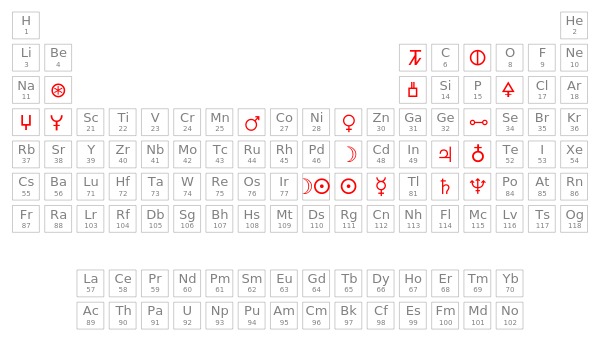 H He
1 2
Li Be C ⦶ O F Ne
3 4 6 8 9 10
Na ⊛ Si P 🜍 Cl Ar
11 14 15 17 18
Sc Ti V Cr Mn ♂ Co Ni ♀ Zn Ga Ge ⚯ Se Br Kr
21 22 23 24 25 27 28 30 31 32 34 35 36
Rb Sr Y Zr Nb Mo Tc Ru Rh Pd ☽ Cd In ♃ ♁ Te I Xe
37 38 39 40 41 42 43 44 45 46 48 49 52 53 54
Cs Ba Lu Hf Ta W Re Os Ir ☽☉ ☉ ☿ Tl ♄ ♆ Po At Rn
55 56 71 72 73 74 75 76 77 81 84 85 86
Fr Ra Lr Rf Db Sg Bh Hs Mt Ds Rg Cn Nh Fl Mc Lv Ts Og
87 88 103 104 105 106 107 108 109 110 111 112 113 114 115 116 117 118
La Ce Pr Nd Pm Sm Eu Gd Tb Dy Ho Er Tm Yb
57 58 59 60 61 62 63 64 65 66 67 68 69 70
Ac Th Pa U Np Pu Am Cm Bk Cf Es Fm Md No
89 90 91 92 93 94 95 96 97 98 99 100 101 102